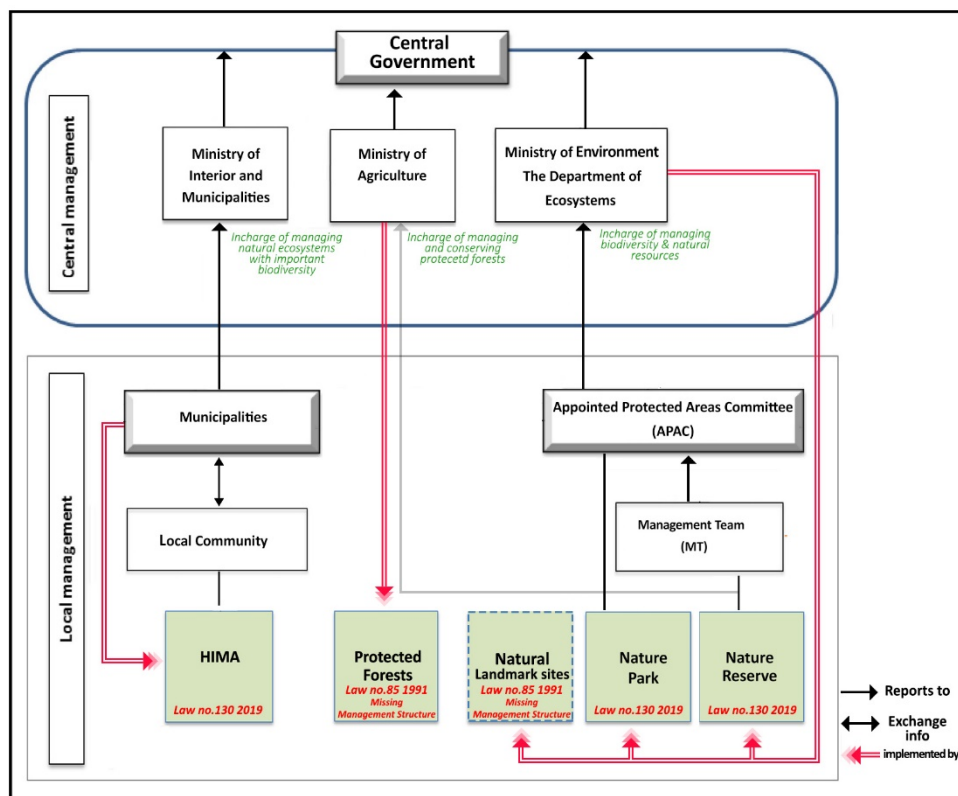 Central
Government
Central management
Ministry of
Interior and
Municipalities
Ministry of
Agriculture
Ministry of Environment
The Department of
Ecosystems
Incharge of managing
natural ecosystems
with important
biodiversity
Incharge of managing
and conserving
protecetd forests
Incharge of managing
biodiversity & natural
resources
Local management
Municipalities
Appointed Protected Areas Committee
(APAC)
Local Community
Management Team
(MT)
HIMA
Law no.130 2019
Protected
Forests
Law no.85 1991
Missing
Management Structure
Natural
Landmark sites
Law no.85 1991
Missing
Management Structure
Nature
Park
Law no.130 2019
Nature
Reserve
Law no.130 2019
Reports to
Exchange
info
implemented by